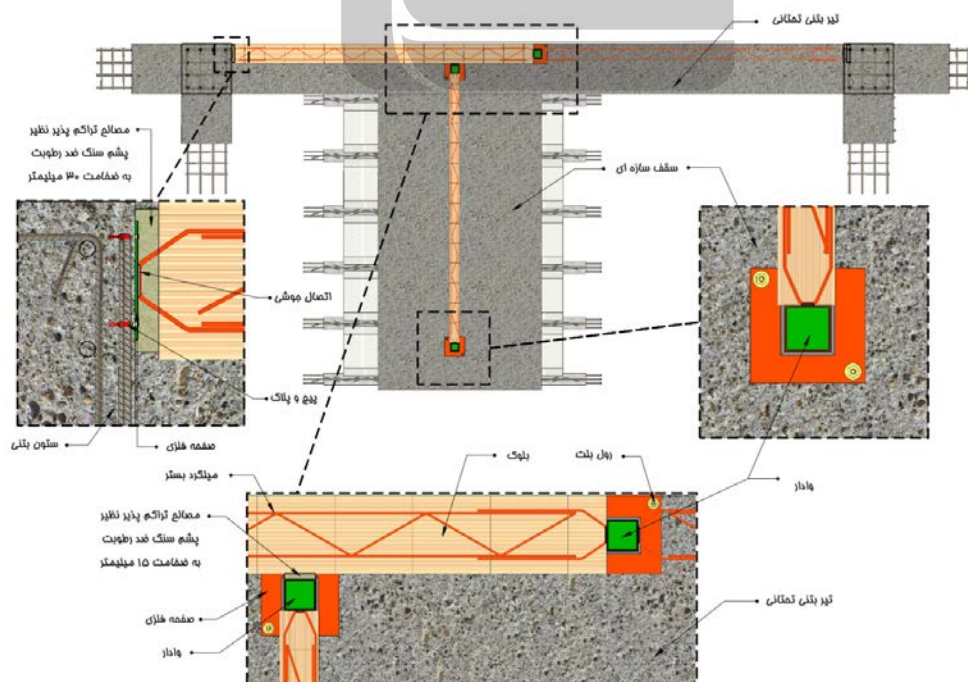 تیر بتنی تحتانی
مصالح تراکم پذیر نظیر
پشم سنگ ضد رطوبت
به ضخامت ۳۰ میلیمتر
سقف سازه ای
اتصال جوشی
پیچ و پلاک
ستون بتنی
صفحه فلزی
میلگرد بستر
بلوک
رول بلت
وادار
مصالح تراکم پذیر نظیر
پشم سنگ ضد رطوبت
به ضخامت ۱۵ میلیمتر
صفحه فلزی
وادار
تیر بتنی تحتانی